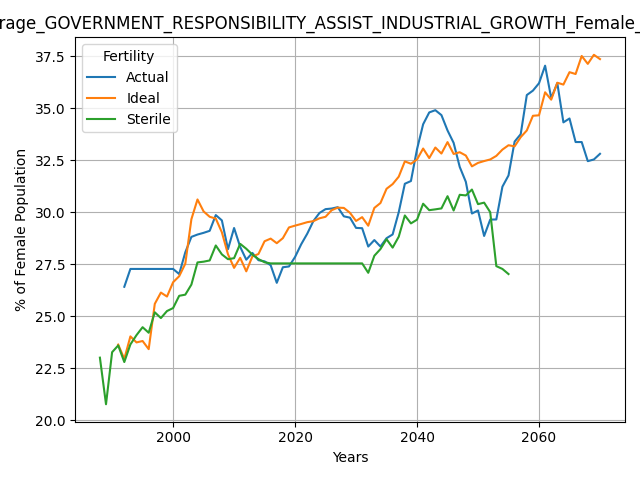 rage_GOVERNMENT_RESPONSIBILITY_ASSIST_INDUSTRIAL_GROWTH_Female_
Fertility
Actual
Ideal
Sterile
37.5
35.0
32.5
30.0
27.5
25.0
22.5
20.0
% of Female Population
2000 2020 2040 2060
Years